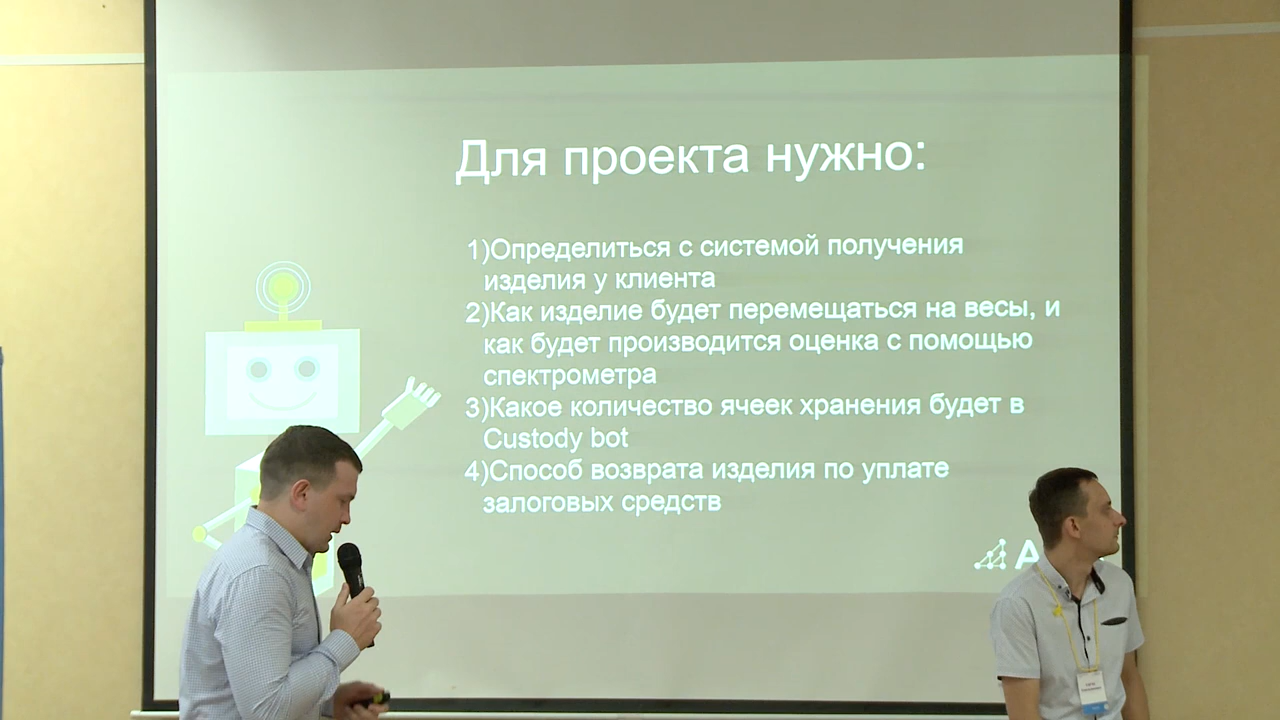 Для проекта нужно:
1)Определиться с системой получения
изделия у клиента
2)Как изделие будет перемещаться на весы, и
как будет производится оценка с помощью
спектрометра
3)Какое количество ячеек хранения будет в
Custody bot
4)Способ возврата изделия по уплате
залоговых средств